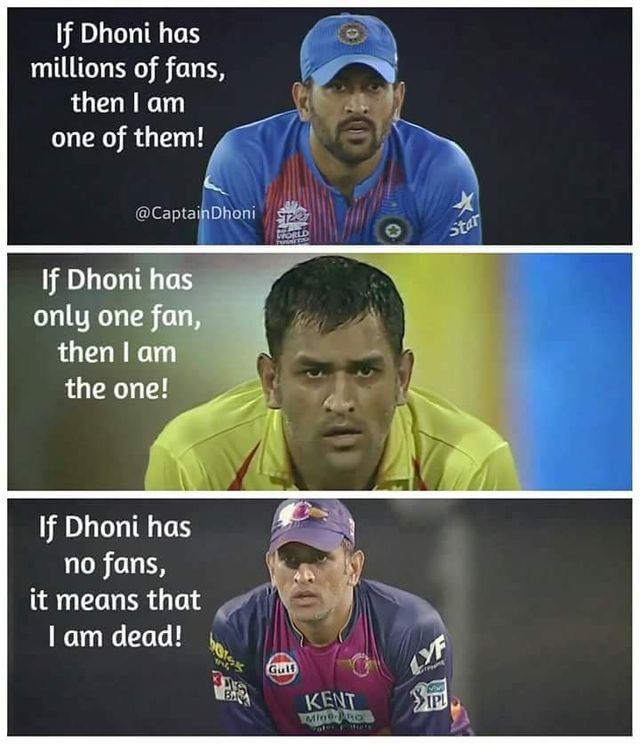 If Dhoni has
millions of fans,
then I am
one of them!
@CaptainDhoni
WORLD
Star
If Dhoni has
only one fan,
then I am
the one!
If Dhoni has
no fans,
it means that
I am dead!
Gulf
LYF
KENT
IPL